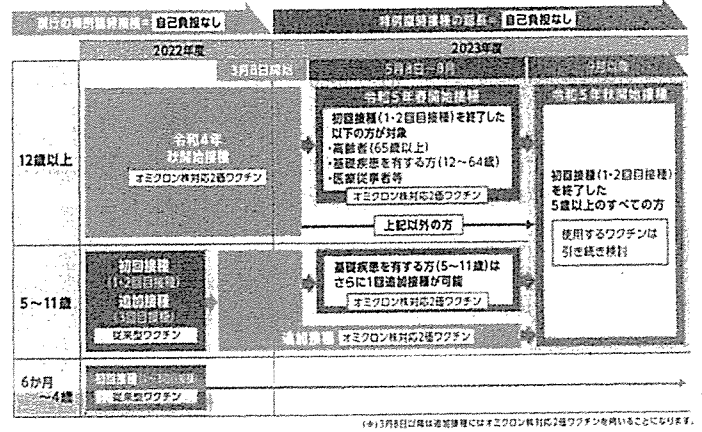 現行の特例臨時接種= 自己負担なし
特例臨時接種の延長= 自己負担なし
2022年度
2023年度
3月8日以降
5月8日~8月
9月以降
12歳以上
令和4年
秋開始接種
オミクロン株対応2価ワクチン
令和5年春開始接種
初回接種(1・2回目接種)を終了した
以下の方が対象
・高齢者(65歳以上)
・基礎疾患を有する方(12~64歳)
・医療従事者等
オミクロン株対応2価ワクチン
上記以外の方
令和5年秋開始接種
初回接種(1・2回目接種)
を終了した
5歳以上のすべての方
使用するワクチンは
引き続き検討
5~11歳
初回接種
(1・2回目接種)
追加接種
(3回目接種)
従来型ワクチン
基礎疾患を有する方(5~11歳)は
さらに1回追加接種が可能
オミクロン株対応2価ワクチン
追加接種 オミクロン株対応2価ワクチン
6か月
~4歳
初回接種
従来型ワクチン
(※)3月8日以降は追加接種にはオミクロン株対応2価ワクチンを用いることになります。